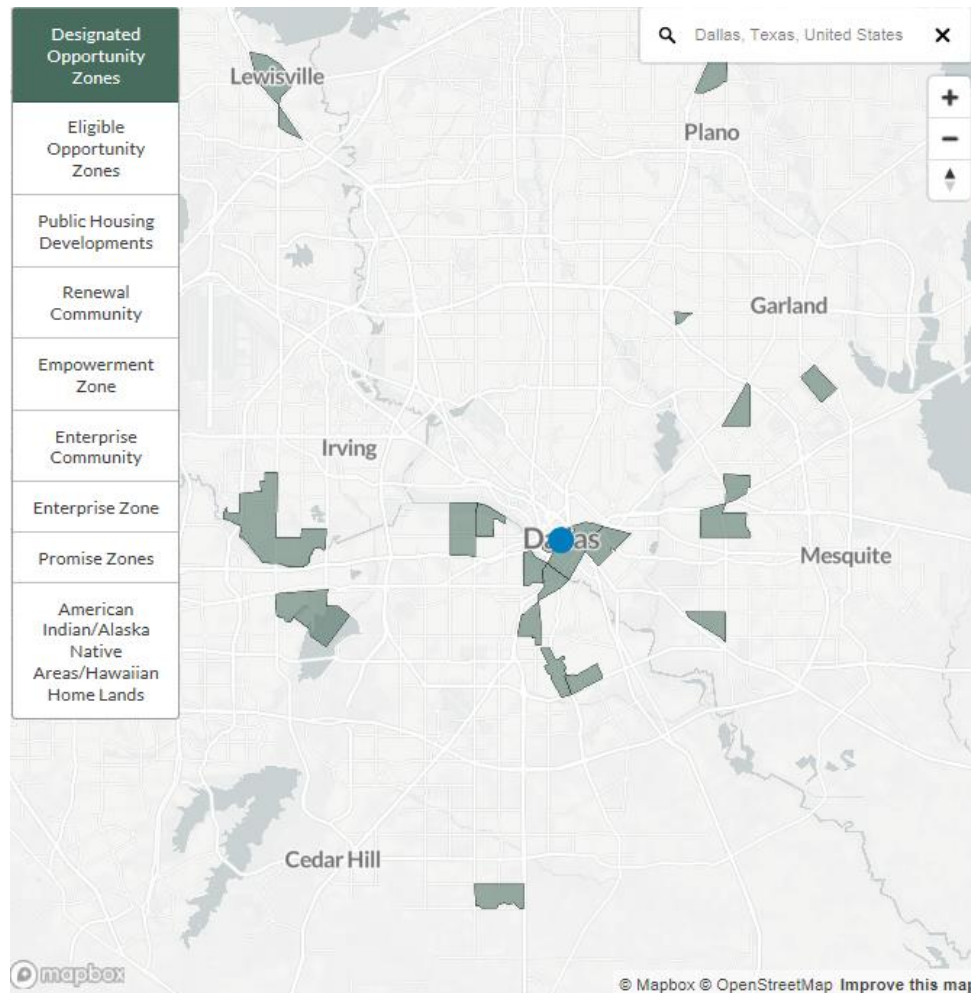 Designated
Opportunity
Zones
Eligible
Opportunity
Zones
Public Housing
Developments
Renewal
Community
Empowerment
Zone
Enterprise
Community
Enterprise Zone
Promise Zones
American
Indian/Alaska
Native
Areas/Hawaiian
Home Lands
Dallas, Texas, United States
Lewisville
Plano
Garland
Irving
Dallas
Mesquite
Cedar Hill
mapbox
© Mapbox © OpenStreetMap Improve this map